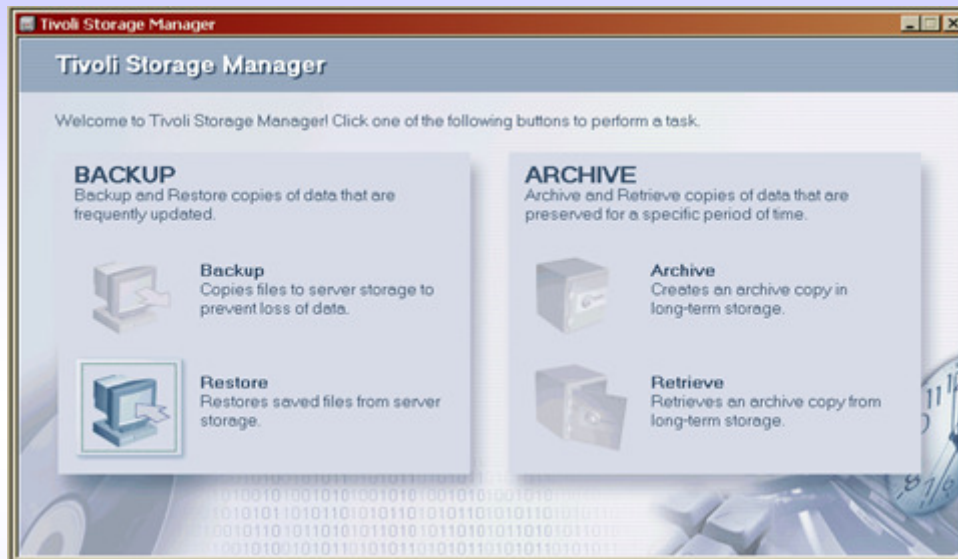 Tivoli Storage Manager
Tivoli Storage Manager
Welcome to Tivoli Storage Manager! Click one of the following buttons to perform a task.
BACKUP
Backup and Restore copies of data that are
frequently updated.
Backup
Copies files to server storage to
prevent loss of data.
Restore
Restores saved files from server
storage.
ARCHIVE
Archive and Retrieve copies of data that are
preserved for a specific period of time.
Archive
Creates an archive copy in
long-term storage.
Retrieve
Retrieves an archive copy from
long-term storage.